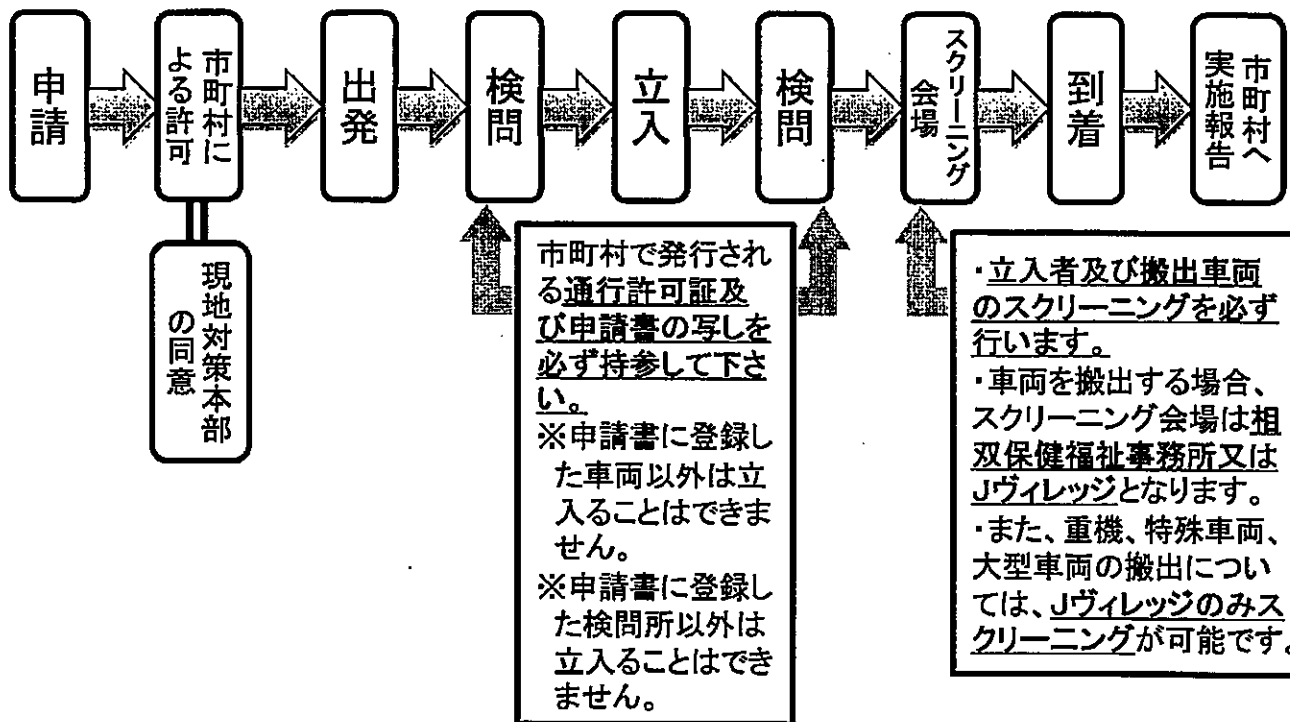 申請
市町村に
よる許可
出発
検問
立入
検問
スクリーニング
会場
到着
市町村へ
実施報告
現地対策本部
の同意
市町村で発行され
る通行許可証及
び申請書の写しを
必ず持参して下さ
い。
※申請書に登録し
た車両以外は立
入ることはできま
せん。
※申請書に登録し
た検問所以外は
立入ることはでき
ません。
・立入者及び搬出車両
のスクリーニングを必ず
行います。
・車両を搬出する場合、
スクリーニング会場は相
双保健福祉事務所又は
Jヴィレッジとなります。
・また、重機、特殊車両、
大型車両の搬出につい
ては、Jヴィレッジのみス
クリーニングが可能です。